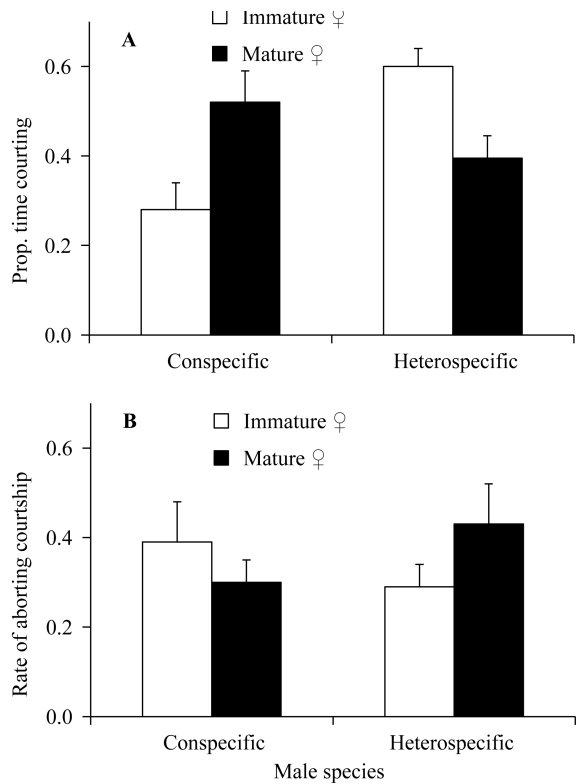 A
Immature ♀
Mature ♀
Prop. time courting
0.6
0.4
0.2
0.0
Conspecific Heterospecific
B
Immature ♀
Mature ♀
Rate of aborting courtship
0.6
0.4
0.2
0.0
Conspecific Heterospecific
Male species